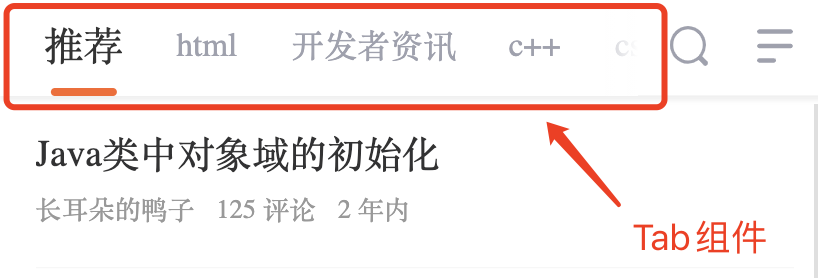 推荐 html 开发者资讯 c++ cs
Java类中对象域的初始化
长耳朵的鸭子 125 评论 2 年内
Tab组件